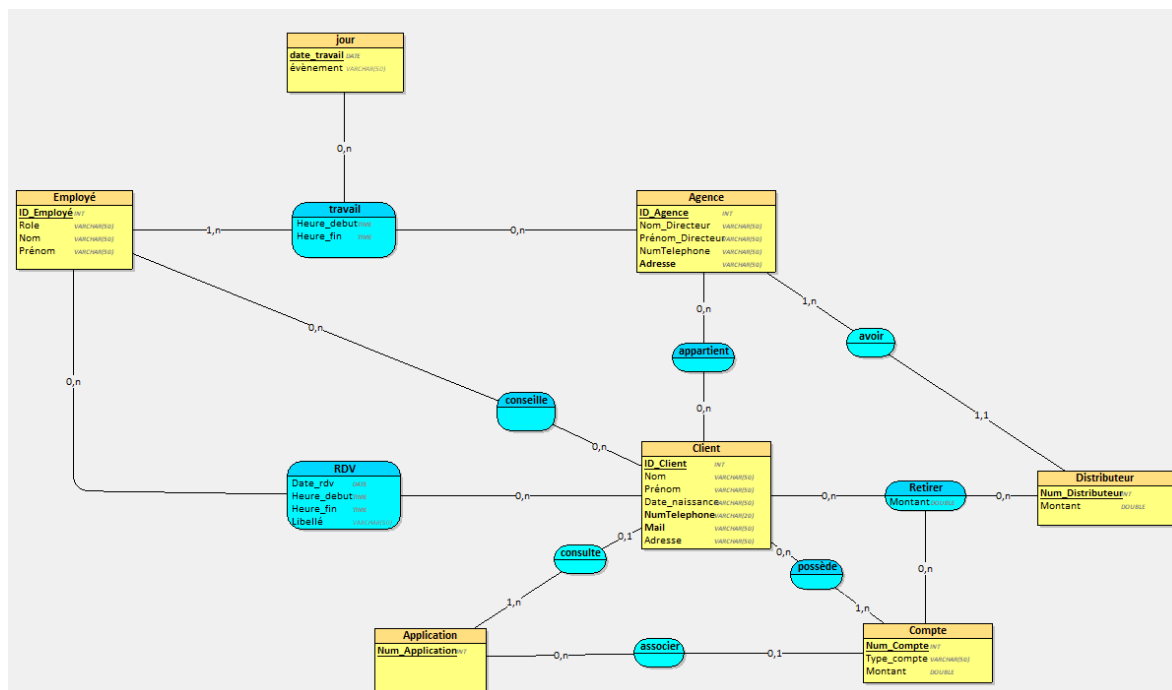 jour
date_travail DATE
évènement VARCHAR(50)
0,n
Employé
ID_Employé INT
Role VARCHAR(50)
Nom VARCHAR(50)
Prénom VARCHAR(50)
1,n
travail
Heure_debut TIME
Heure_fin TIME
0,n
Agence
ID_Agence INT
Nom_Directeur VARCHAR(50)
Prénom_Directeur VARCHAR(50)
NumTelephone VARCHAR(50)
Adresse VARCHAR(50)
0,n
1,n
avoir
0,n
appartient
0,n
0,n
conseille
0,n
1,1
Client
ID_Client INT
Nom VARCHAR(50)
Prénom VARCHAR(50)
Date_naissance VARCHAR(50)
NumTelephone VARCHAR(20)
Mail VARCHAR(50)
Adresse VARCHAR(50)
RDV
Date_rdv DATE
Heure_debut TIME
Heure_fin TIME
Libellé VARCHAR(50)
0,n
0,n
Retirer
Montant DOUBLE
0,n
Distributeur
Num_Distributeur INT
Montant DOUBLE
0,1
consulte
1,n
0,n
possède
1,n
0,n
Application
Num_Application INT
0,n
associer
0,1
Compte
Num_Compte INT
Type_compte VARCHAR(50)
Montant DOUBLE